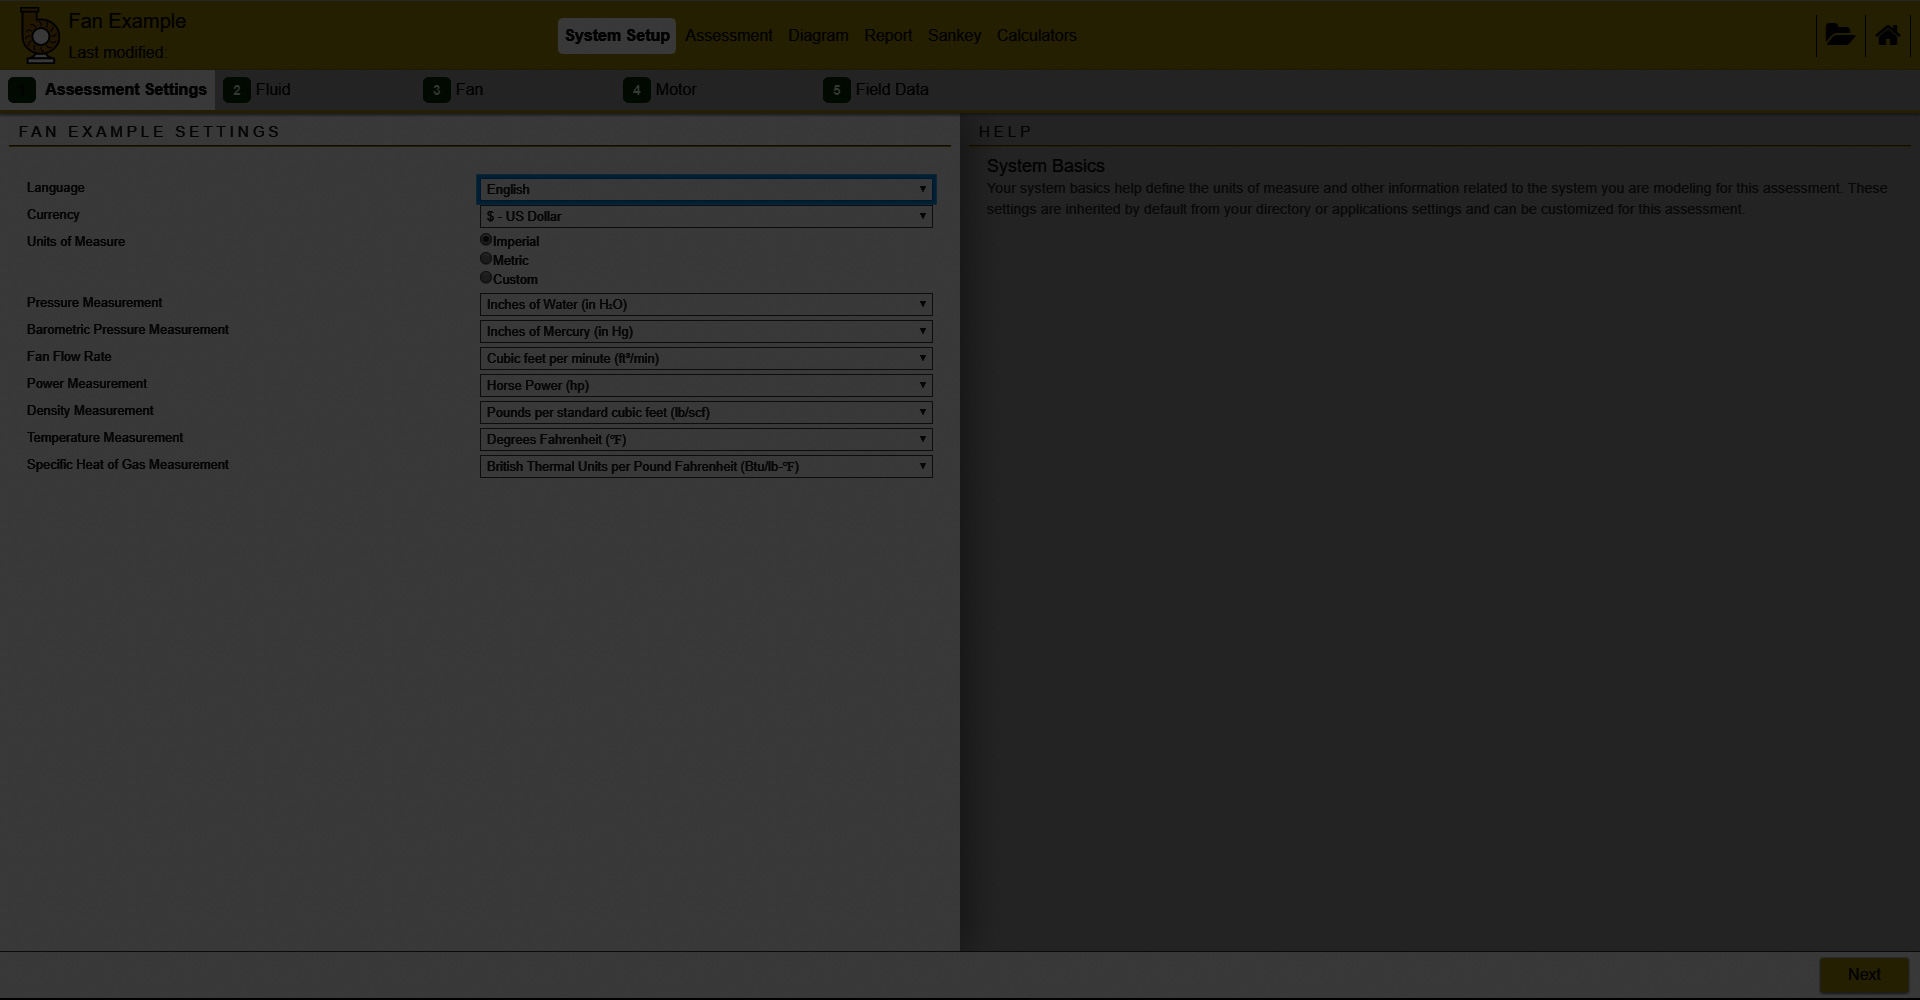 Fan Example
Last modified:
System Setup Assessment Diagram Report Sankey Calculators
Assessment Settings 2 Fluid 3 Fan 4 Motor 5 Field Data
FAN EXAMPLE SETTINGS
Language English
Currency $ - US Dollar
Units of Measure Imperial
Metric
Custom
Pressure Measurement Inches of Water (in H₂O)
Barometric Pressure Measurement Inches of Mercury (in Hg)
Fan Flow Rate Cubic feet per minute (ft³/min)
Power Measurement Horse Power (hp)
Density Measurement Pounds per standard cubic feet (lb/scf)
Temperature Measurement Degrees Fahrenheit (℉)
Specific Heat of Gas Measurement British Thermal Units per Pound Fahrenheit (Btu/lb-℉)
HELP
System Basics
Your system basics help define the units of measure and other information related to the system you are modeling for this assessment. These
settings are inherited by default from your directory or applications settings and can be customized for this assessment.
Next